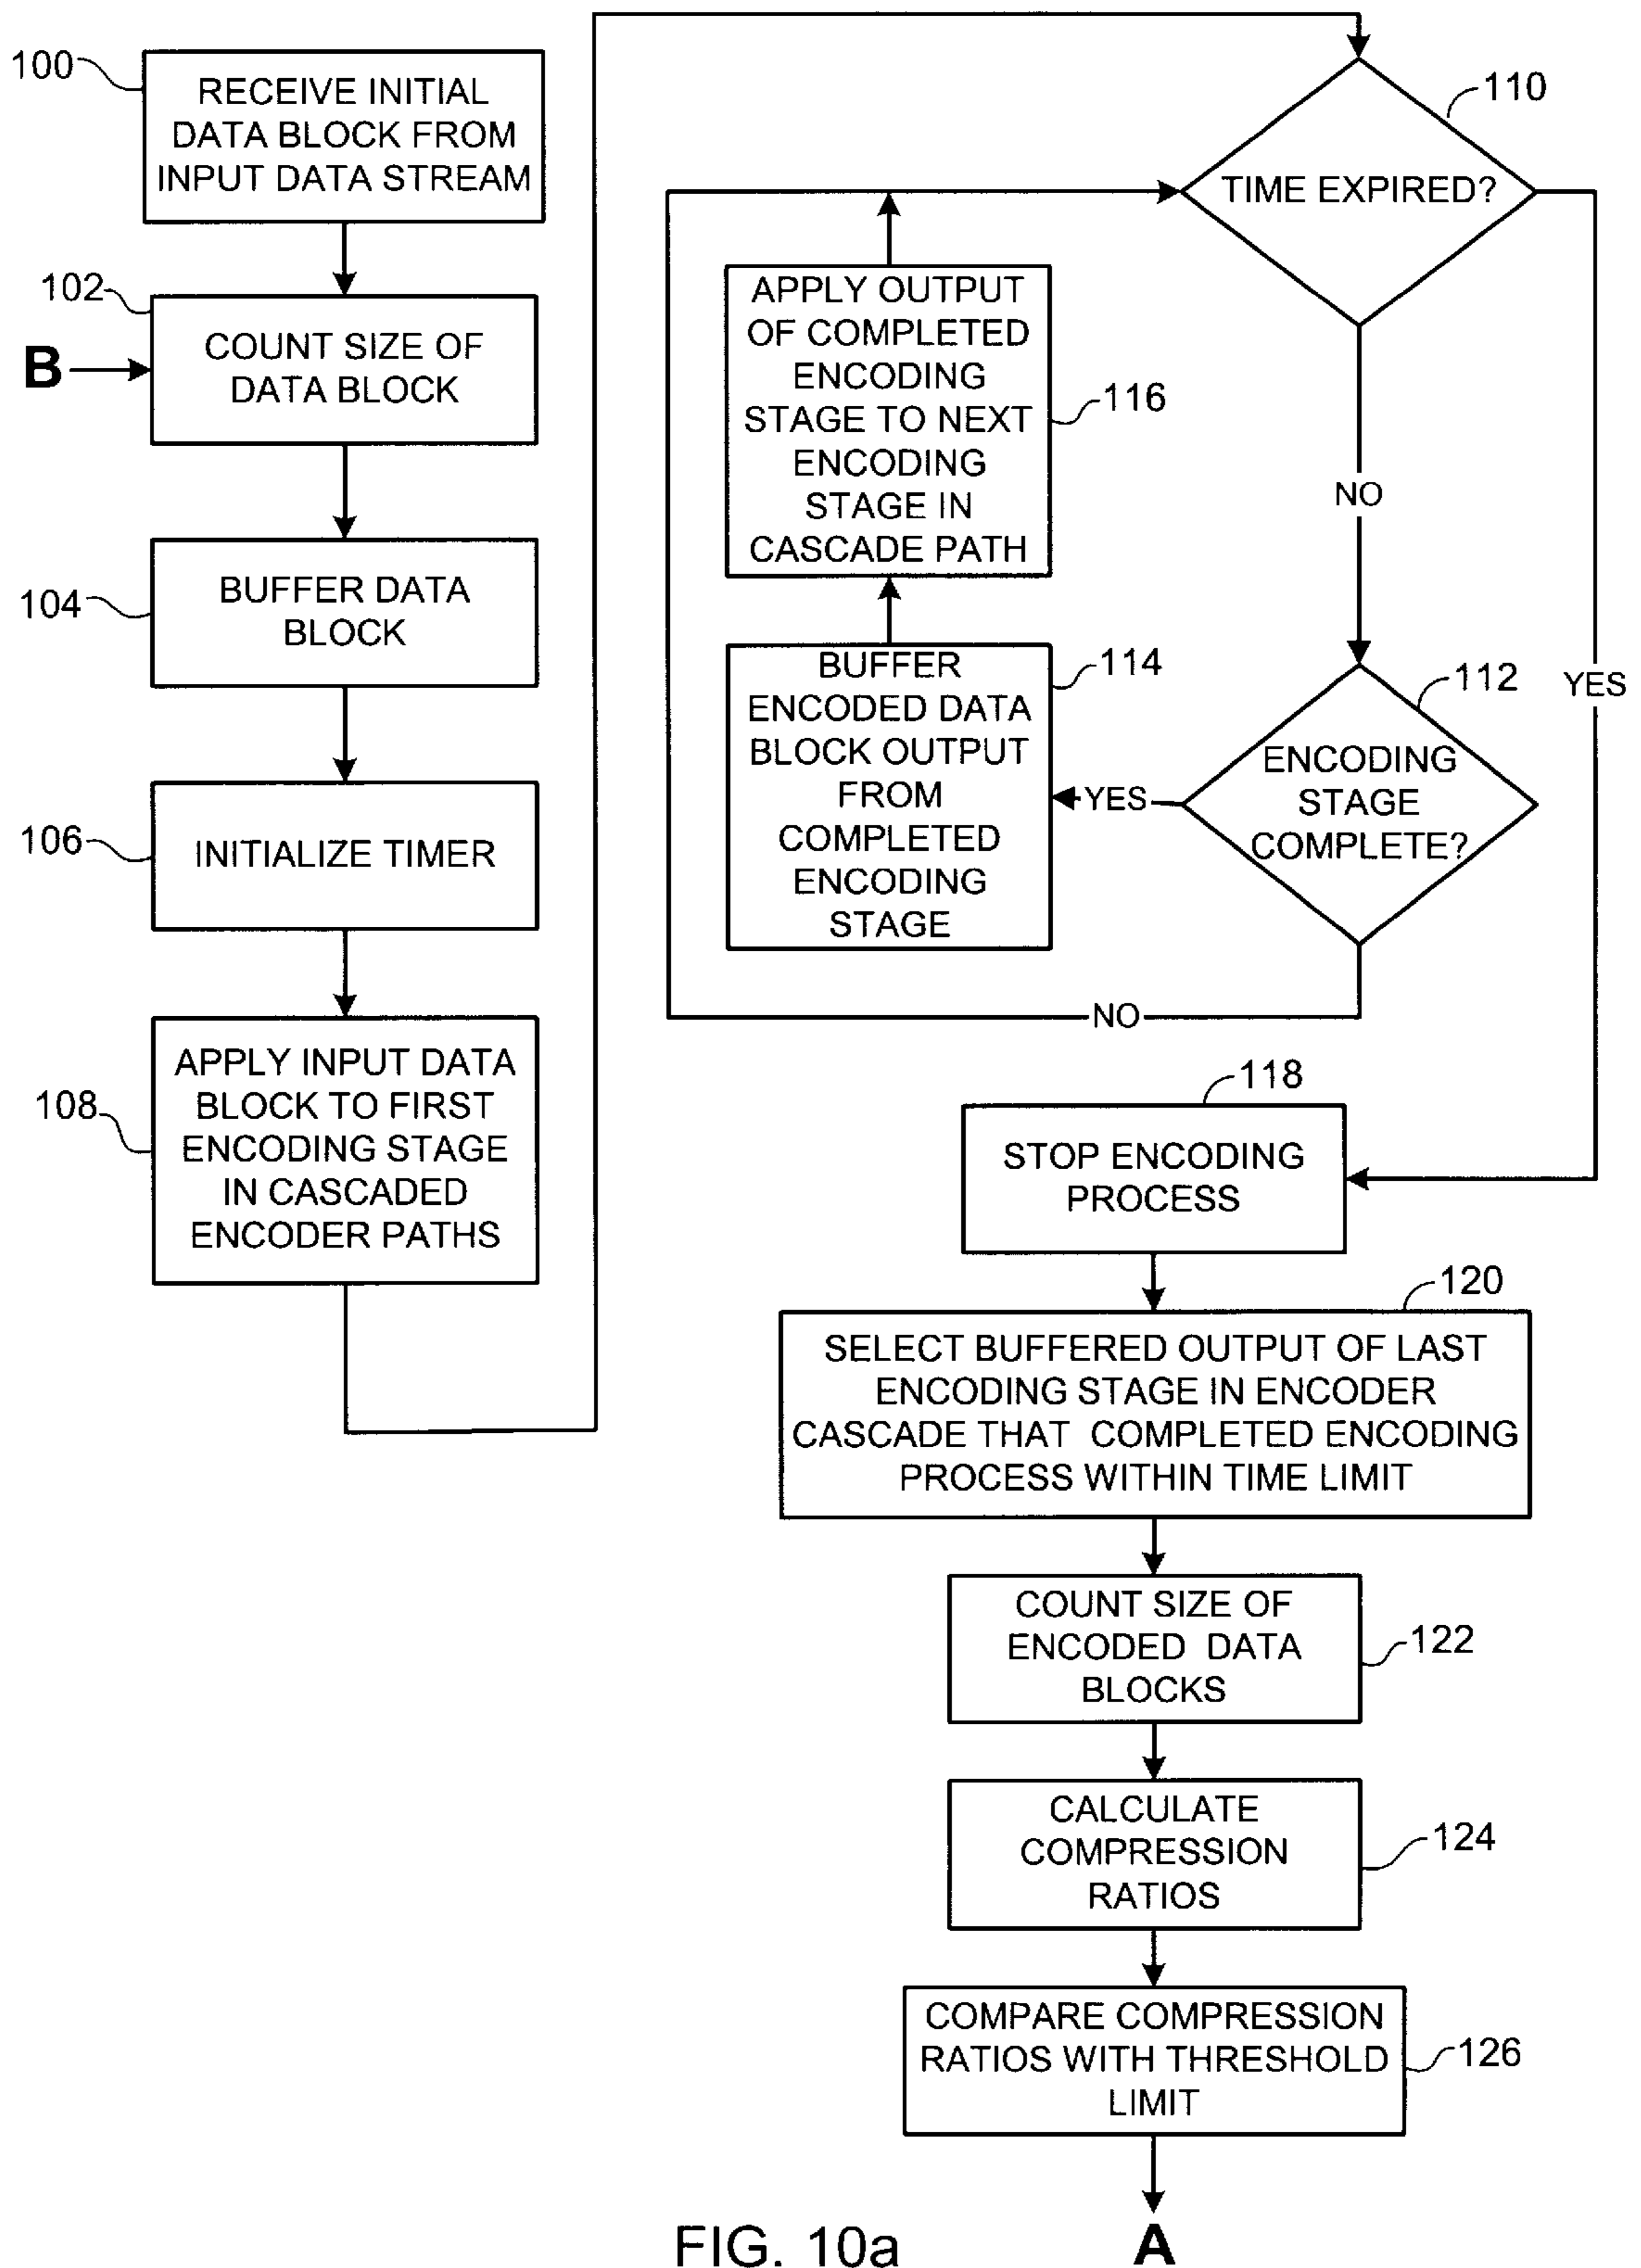 100
RECEIVE INITIAL
DATA BLOCK FROM
INPUT DATA STREAM
102
B
COUNT SIZE OF
DATA BLOCK
104
BUFFER DATA
BLOCK
106
INITIALIZE TIMER
108
APPLY INPUT DATA
BLOCK TO FIRST
ENCODING STAGE
IN CASCADED
ENCODER PATHS
110
TIME EXPIRED?
NO
YES
112
ENCODING
STAGE
COMPLETE?
YES
NO
114
BUFFER
ENCODED DATA
BLOCK OUTPUT
FROM
COMPLETED
ENCODING
STAGE
116
APPLY OUTPUT
OF COMPLETED
ENCODING
STAGE TO NEXT
ENCODING
STAGE IN
CASCADE PATH
118
STOP ENCODING
PROCESS
120
SELECT BUFFERED OUTPUT OF LAST
ENCODING STAGE IN ENCODER
CASCADE THAT COMPLETED ENCODING
PROCESS WITHIN TIME LIMIT
122
COUNT SIZE OF
ENCODED DATA
BLOCKS
124
CALCULATE
COMPRESSION
RATIOS
126
COMPARE COMPRESSION
RATIOS WITH THRESHOLD
LIMIT
A
FIG. 10a